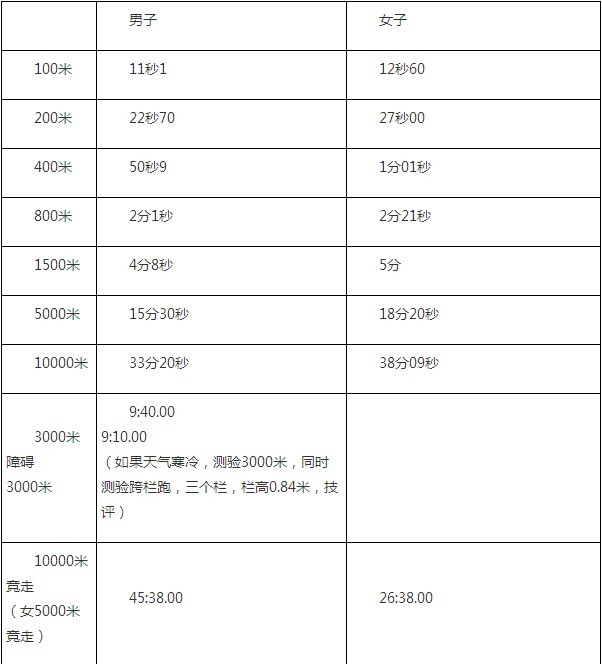 男子 女子
100米 11秒1 12秒60
200米 22秒70 27秒00
400米 50秒9 1分01秒
800米 2分1秒 2分21秒
1500米 4分8秒 5分
5000米 15分30秒 18分20秒
10000米 33分20秒 38分09秒
3000米
障碍
3000米
9:40.00
9:10.00
（如果天气寒冷，测验3000米，同时
测验跨栏跑，三个栏，栏高0.84米，技
评）
10000米
竞走
（女5000米
竞走）
45:38.00 26:38.00